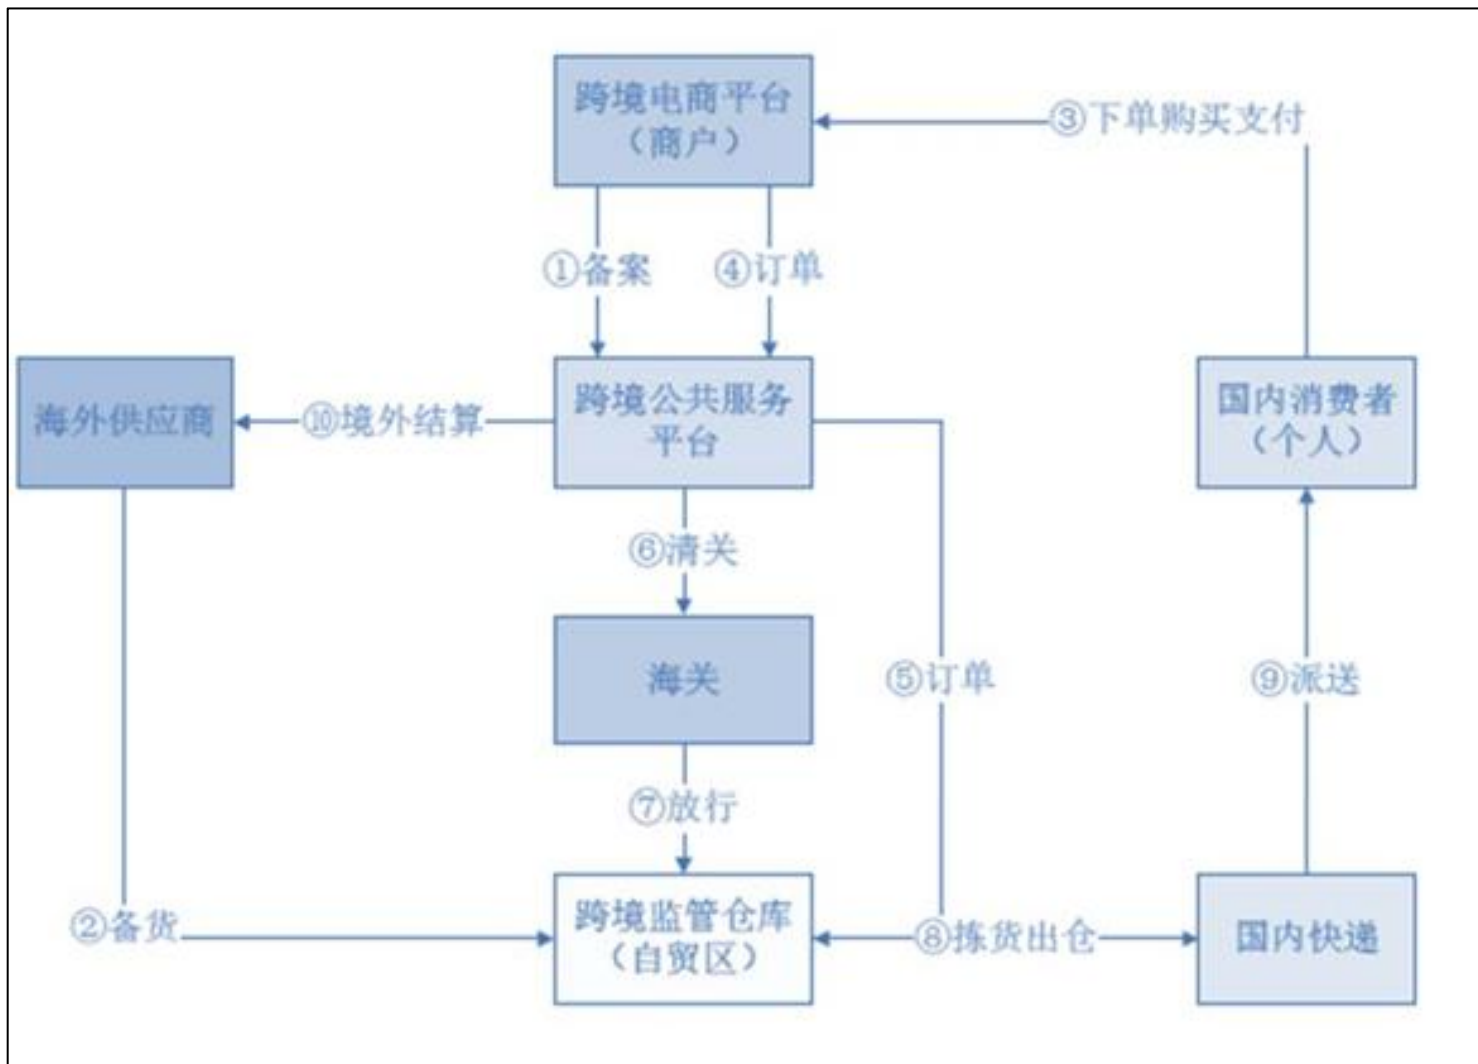 跨境电商平台
（商户）
③下单购买支付
①备案
④订单
海外供应商
⑩境外结算
跨境公共服务
平台
国内消费者
（个人）
⑥清关
海关
⑤订单
⑨派送
⑦放行
②备货
跨境监管仓库
（自贸区）
⑧拣货出仓
国内快递